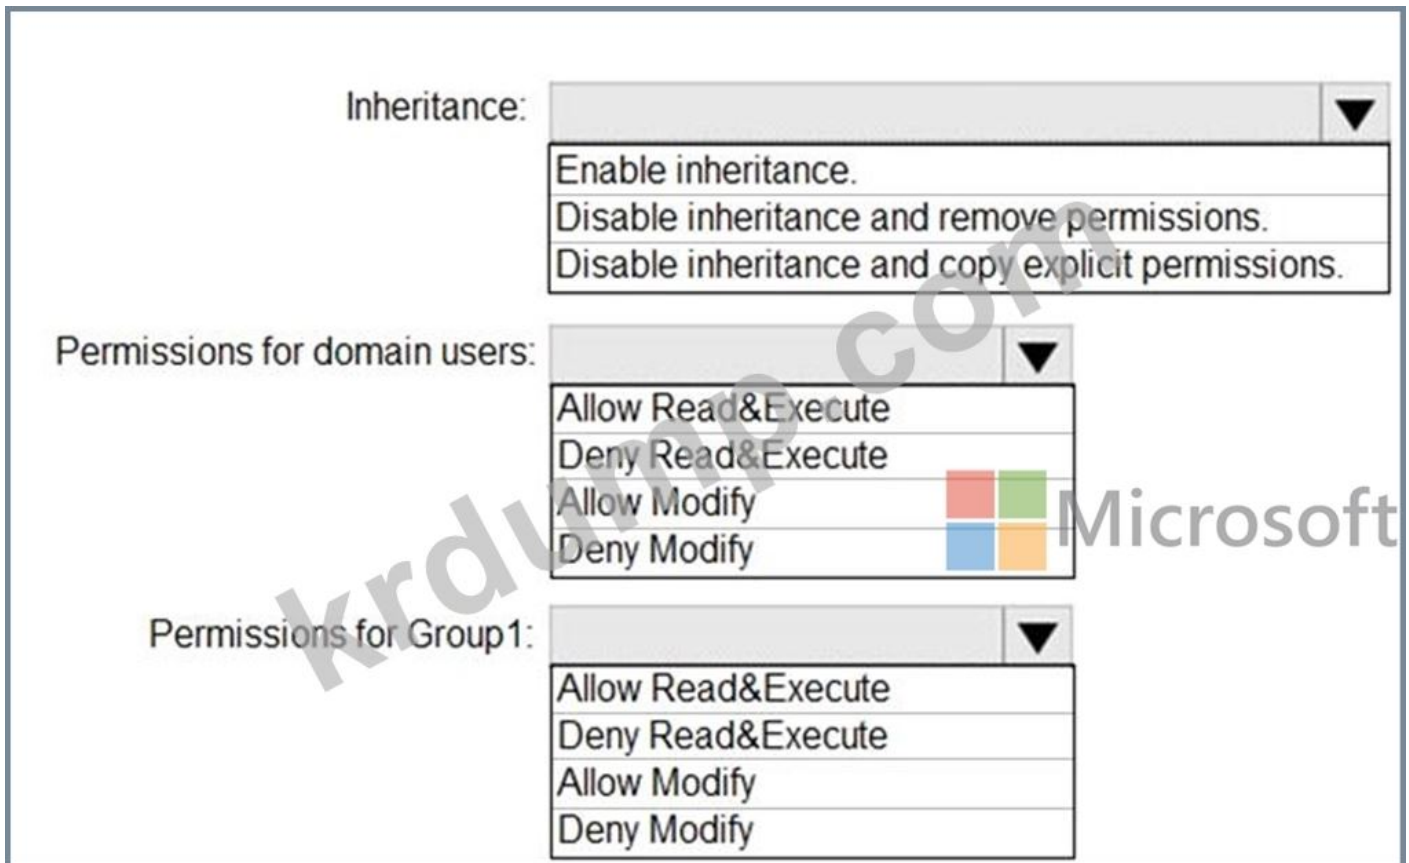 Inheritance:
Enable inheritance.
Disable inheritance and remove permissions.
Disable inheritance and copy explicit permissions.
Permissions for domain users:
Allow Read&Execute
Deny Read&Execute
Allow Modify
Deny Modify
Microsoft
Permissions for Group1:
Allow Read&Execute
Deny Read&Execute
Allow Modify
Deny Modify
krdump.com